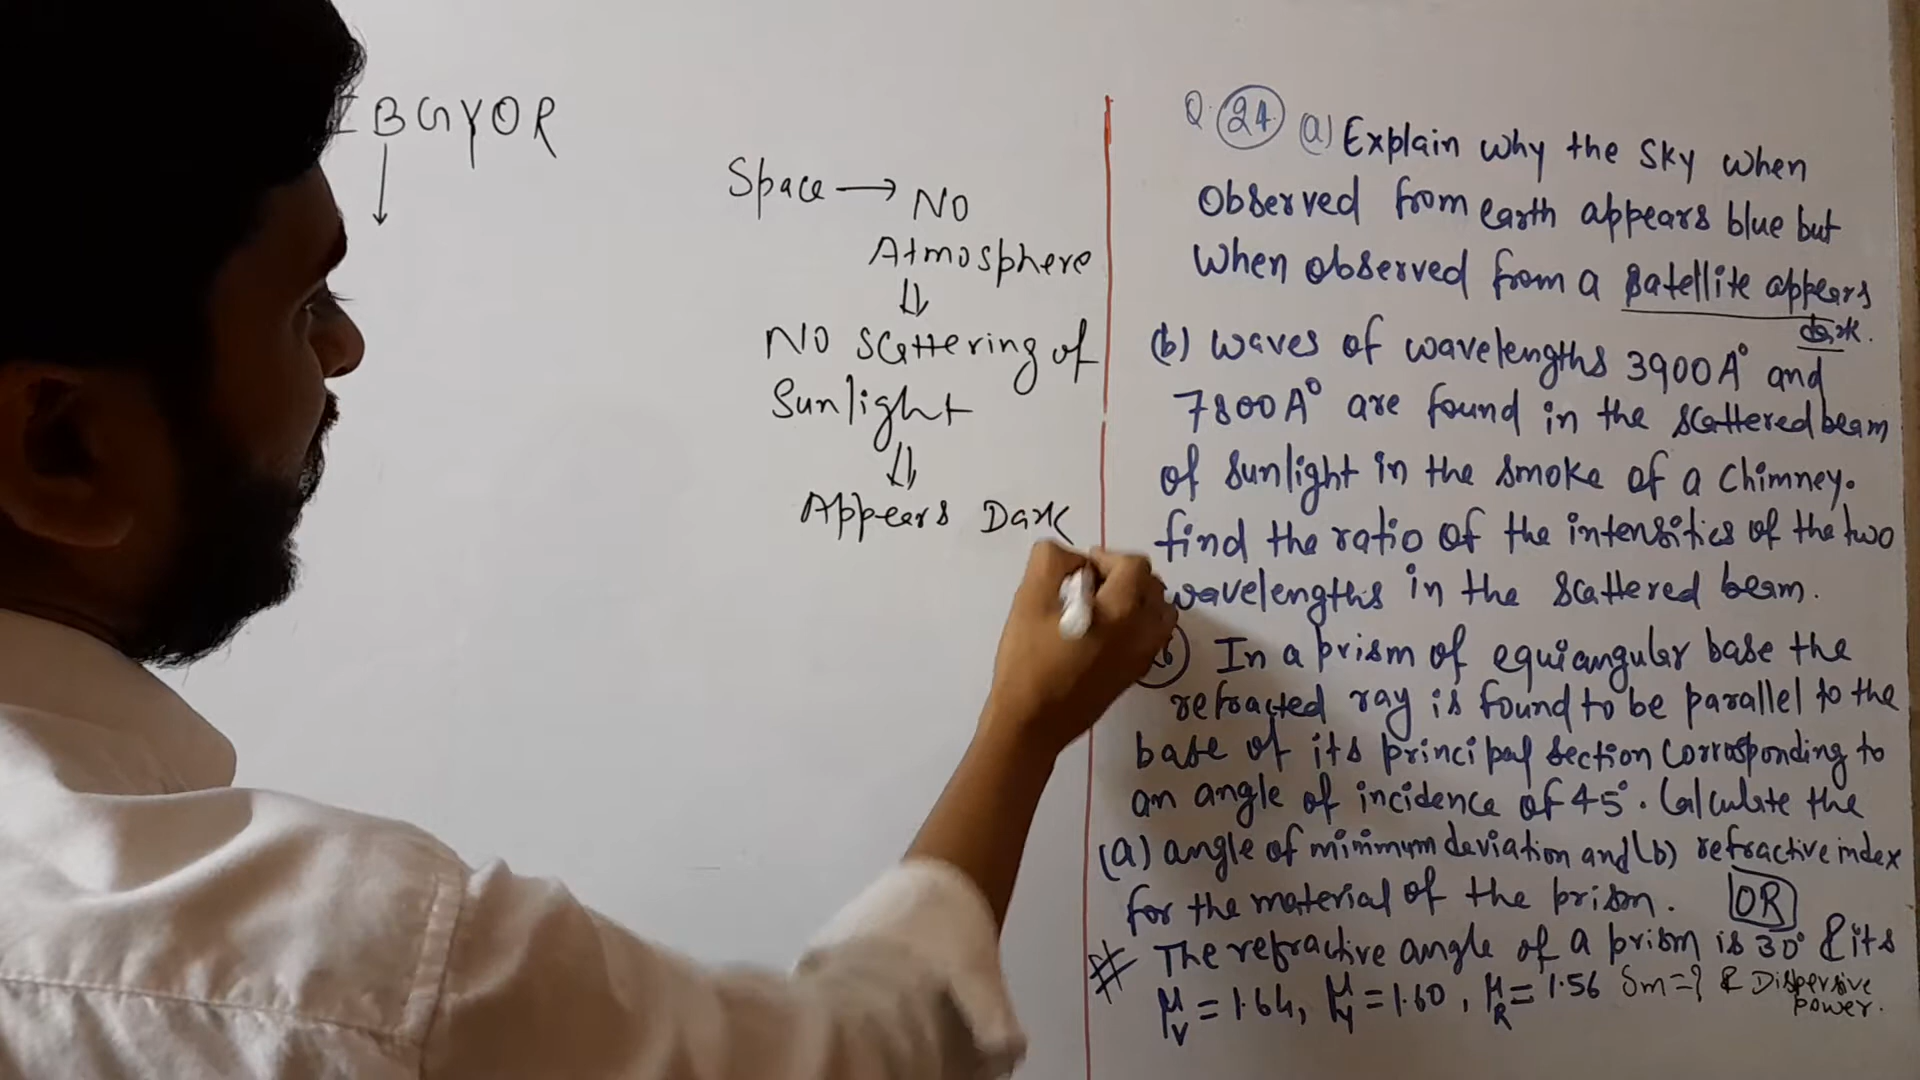 IBGYOR
Space → NO
Atmosphere
⇓
NO Scattering of
Sunlight
⇓
Appears Dark
Q. 24 (a) Explain why the sky when
observed from earth appears blue but
when observed from a satellite appears
dark.
(b) waves of wavelengths 3900A° and
7800A° are found in the scattered beam
of sunlight in the smoke of a chimney.
find the ratio of the intensities of the two
wavelengths in the scattered beam.
In a prism of equiangular base the
refracted ray is found to be parallel to the
base of its principal section corrosponding to
an angle of incidence of 45°. Calculate the
(a) angle of minimum deviation and (b) refractive index
for the material of the prism. OR
# The refractive angle of a prism is 30° & its
μV = 1.64, μY = 1.60, μR = 1.56 δm = ? & Dispersive
power.